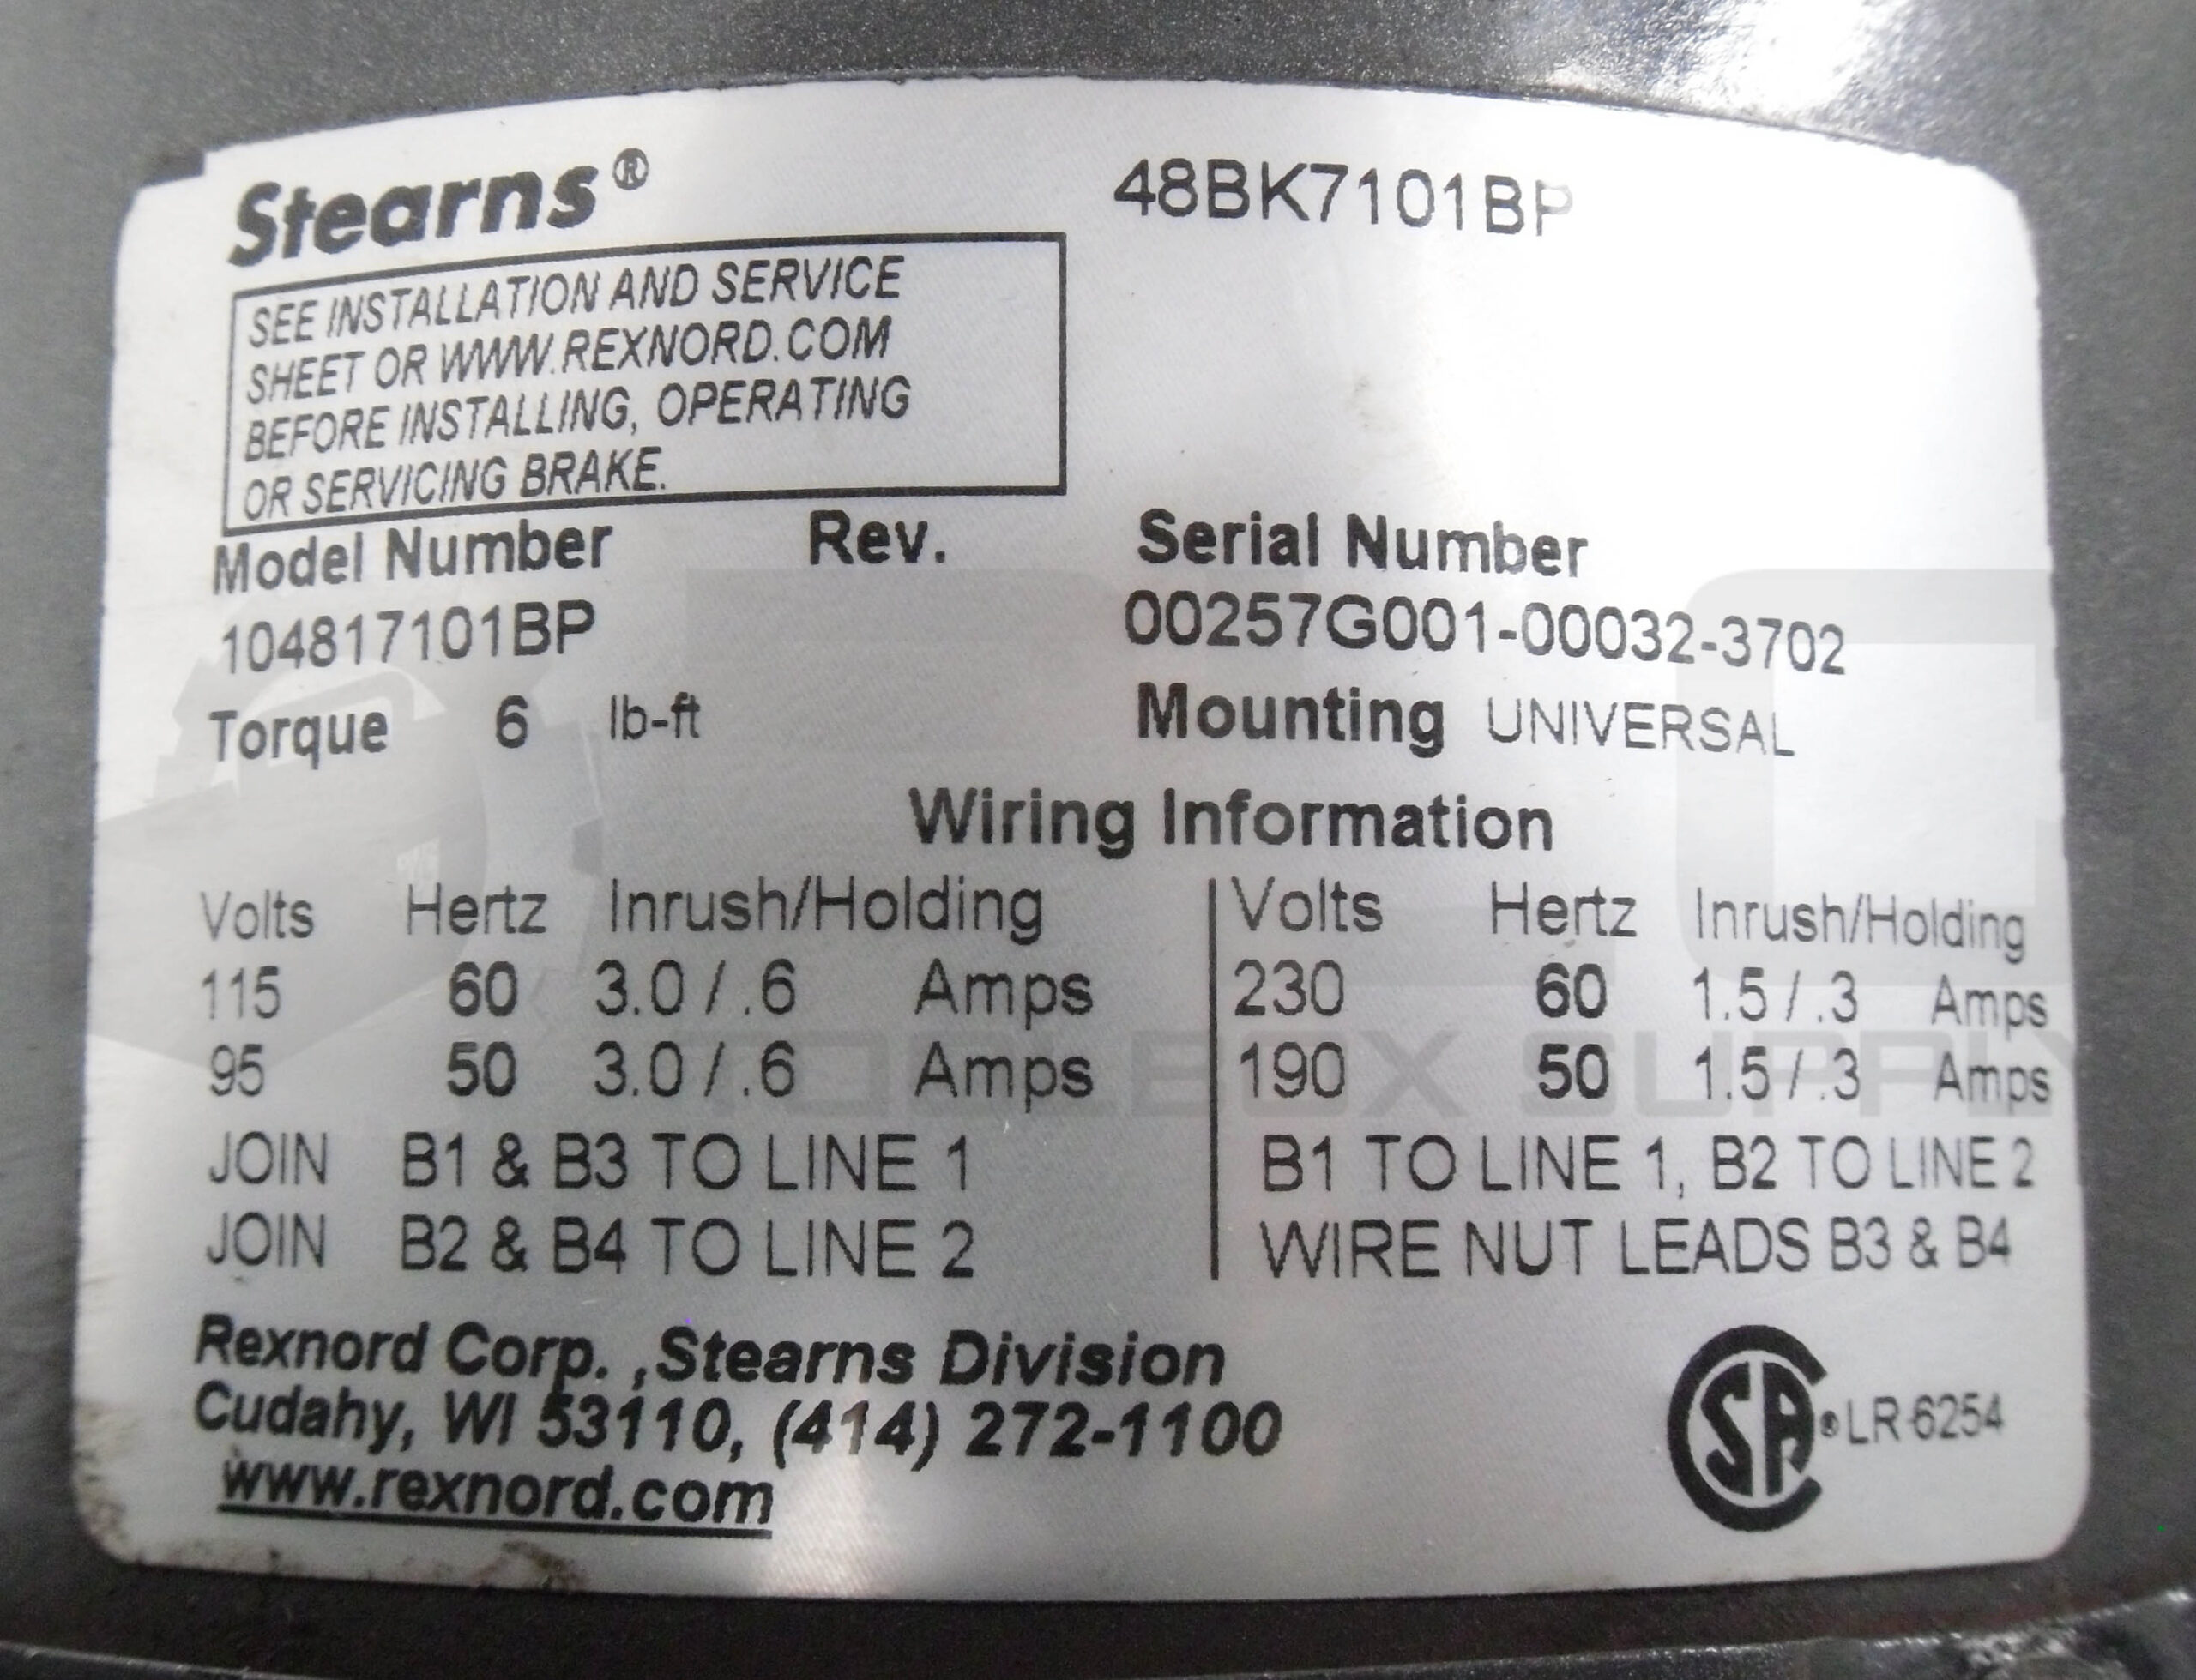 Stearns®
48BK7101BP
SEE INSTALLATION AND SERVICE
SHEET OR WWW.REXNORD.COM
BEFORE INSTALLING, OPERATING
OR SERVICING BRAKE.
Model Number Rev. Serial Number
104817101BP 00257G001-00032-3702
Torque 6 lb-ft Mounting UNIVERSAL
Wiring Information
Volts Hertz Inrush/Holding Volts Hertz Inrush/Holding
115 60 3.0 / .6 Amps 230 60 1.5 / .3 Amps
95 50 3.0 / .6 Amps 190 50 1.5 / .3 Amps
JOIN B1 & B3 TO LINE 1 B1 TO LINE 1, B2 TO LINE 2
JOIN B2 & B4 TO LINE 2 WIRE NUT LEADS B3 & B4
Rexnord Corp. ,Stearns Division
Cudahy, WI 53110, (414) 272-1100
www.rexnord.com
SA ® LR 6254
TOOLBOX SUPPLY